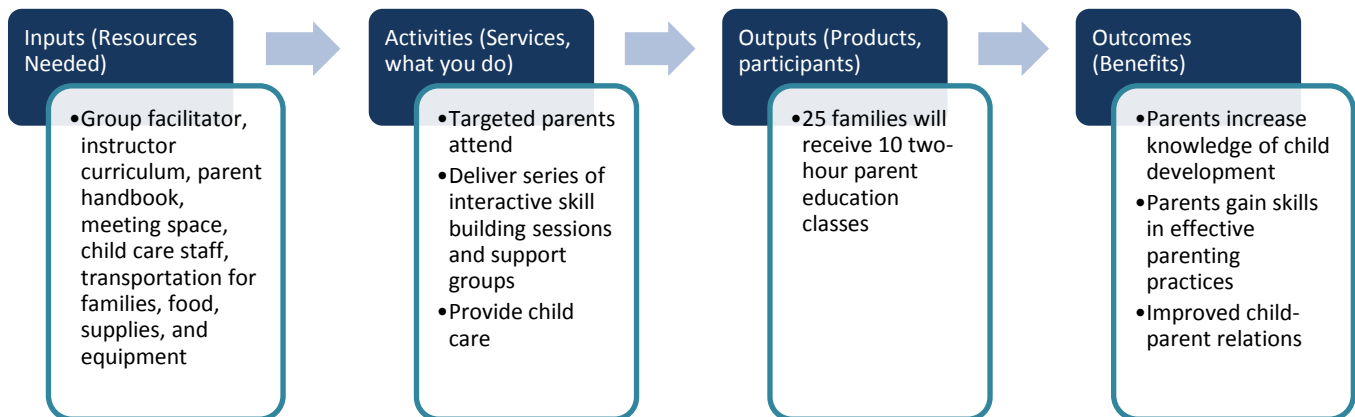 Inputs (Resources
Needed)
•Group facilitator,
instructor
curriculum, parent
handbook,
meeting space,
child care staff,
transportation for
families, food,
supplies, and
equipment
Activities (Services,
what you do)
•Targeted parents
attend
•Deliver series of
interactive skill
building sessions
and support
groups
•Provide child
care
Outputs (Products,
participants)
•25 families will
receive 10 two-
hour parent
education
classes
Outcomes
(Benefits)
•Parents increase
knowledge of child
development
•Parents gain skills
in effective
parenting
practices
•Improved child-
parent relations